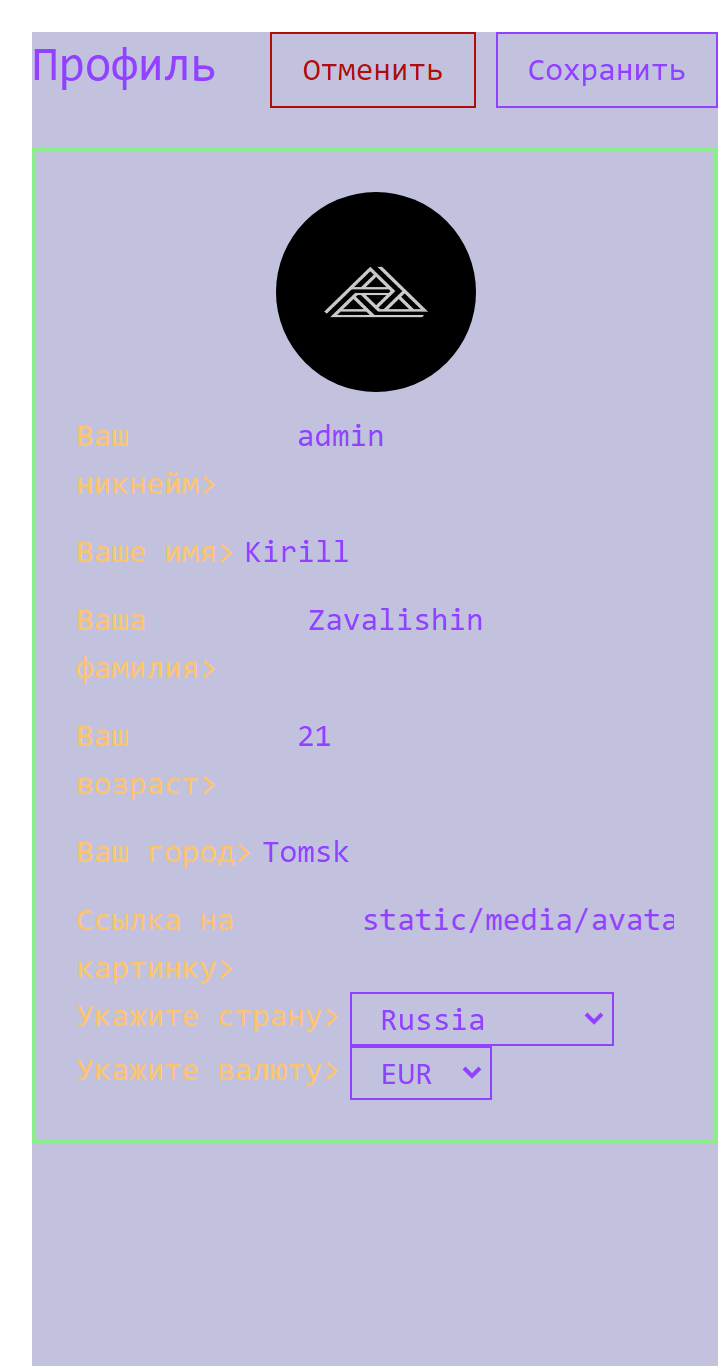 Профиль Отменить Сохранить
Ваш admin
никнейм>
Ваше имя> Kirill
Ваша Zavalishin
фамилия>
Ваш 21
возраст>
Ваш город> Tomsk
Ссылка на static/media/avata
картинку>
Укажите страну> Russia
Укажите валюту> EUR